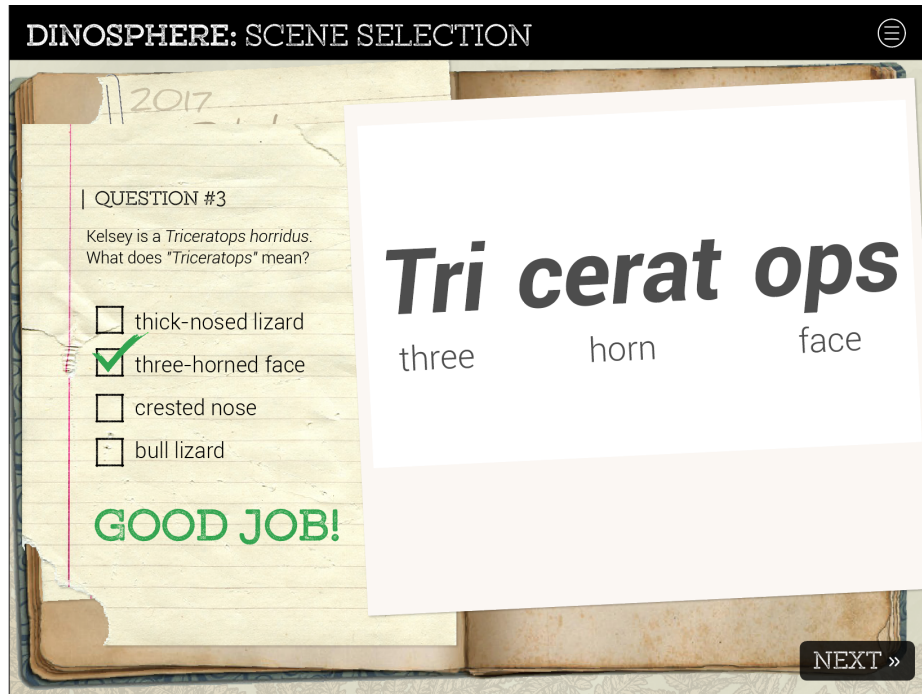 DINOSPHERE: SCENE SELECTION
2017
QUESTION #3
Kelsey is a Triceratops horridus.
What does "Triceratops" mean?
thick-nosed lizard
three-horned face
crested nose
bull lizard
GOOD JOB!
Tri cerat ops
three horn face
NEXT »